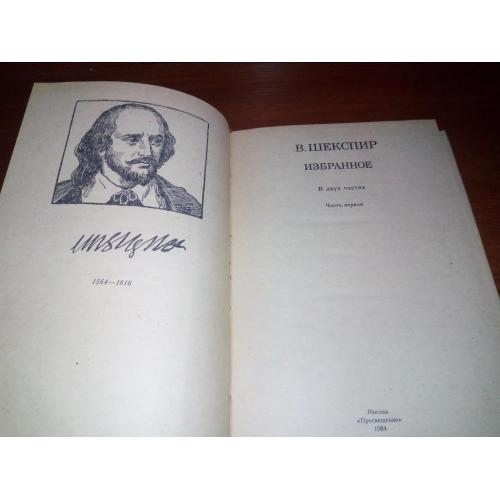 1564—1616
В. ШЕКСПИР
ИЗБРАННОЕ
В двух частях
Часть первая
Москва
«Просвещение»
1984